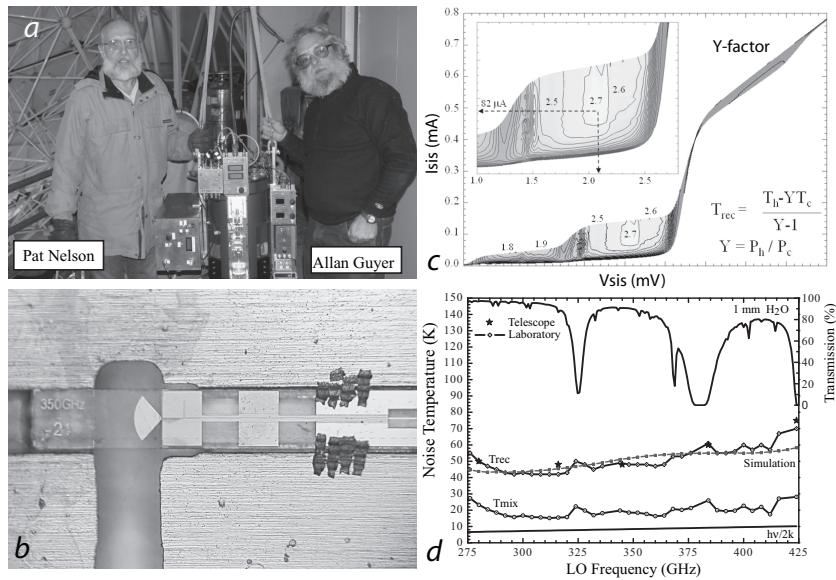 a
Pat Nelson
Allan Guyer
b
350GHz
-21
c
Isis (mA)
0.8
0.7
0.6
0.5
0.4
0.3
0.2
0.1
0.0
82 µA
2.5
2.7
2.6
1.0
1.5
2.0
2.5
Y-factor
1.8
1.9
2.5
2.6
2.7
T_rec = T_h-YT_c / Y-1
Y = P_h / P_c
Vsis (mV)
d
Noise Temperature (K)
150
140
130
120
110
100
90
80
70
60
50
40
30
20
10
0
Telescope
Laboratory
1 mm H2O
100
80
60
40
20
0
Transmission (%)
Trec
Simulation
Tmix
hν/2k
275
300
325
350
375
400
425
LO Frequency (GHz)